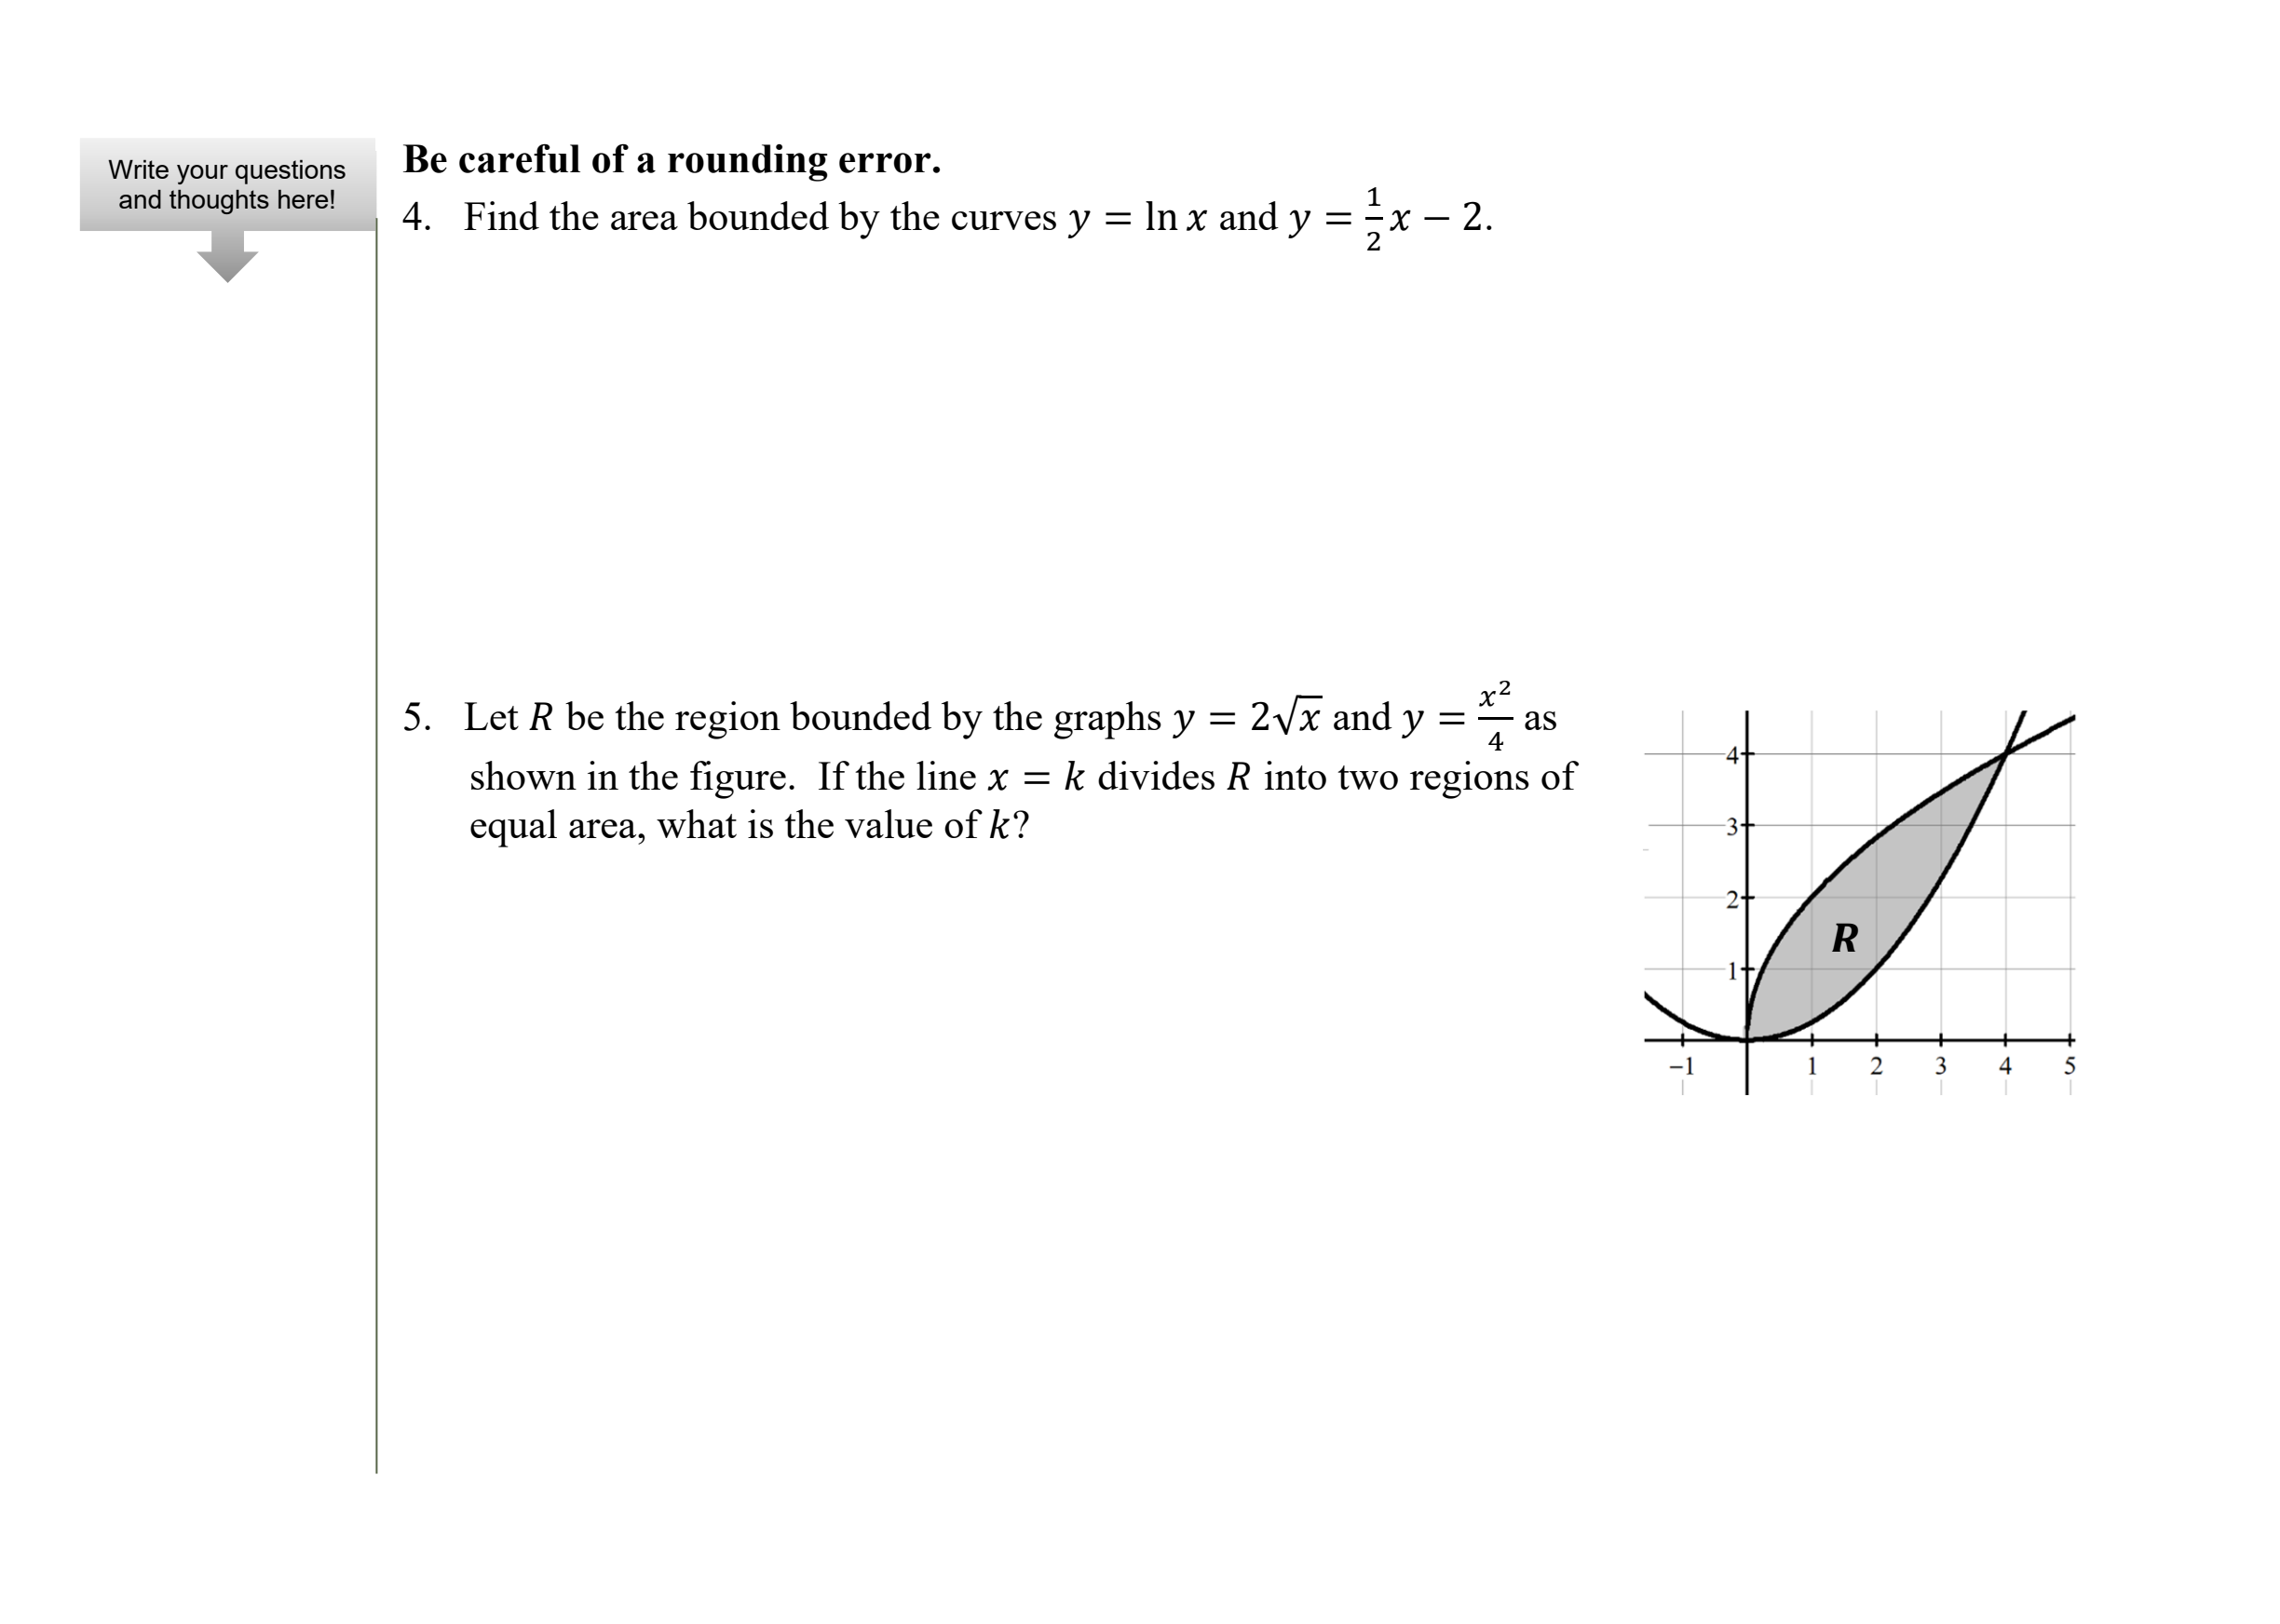 Write your questions
and thoughts here!
Be careful of a rounding error.
4. Find the area bounded by the curves y = ln x and y = 1/2 x − 2.
5. Let R be the region bounded by the graphs y = 2√x and y = x²/4 as
shown in the figure. If the line x = k divides R into two regions of
equal area, what is the value of k?
4
3
2
R
1
−1 1 2 3 4 5